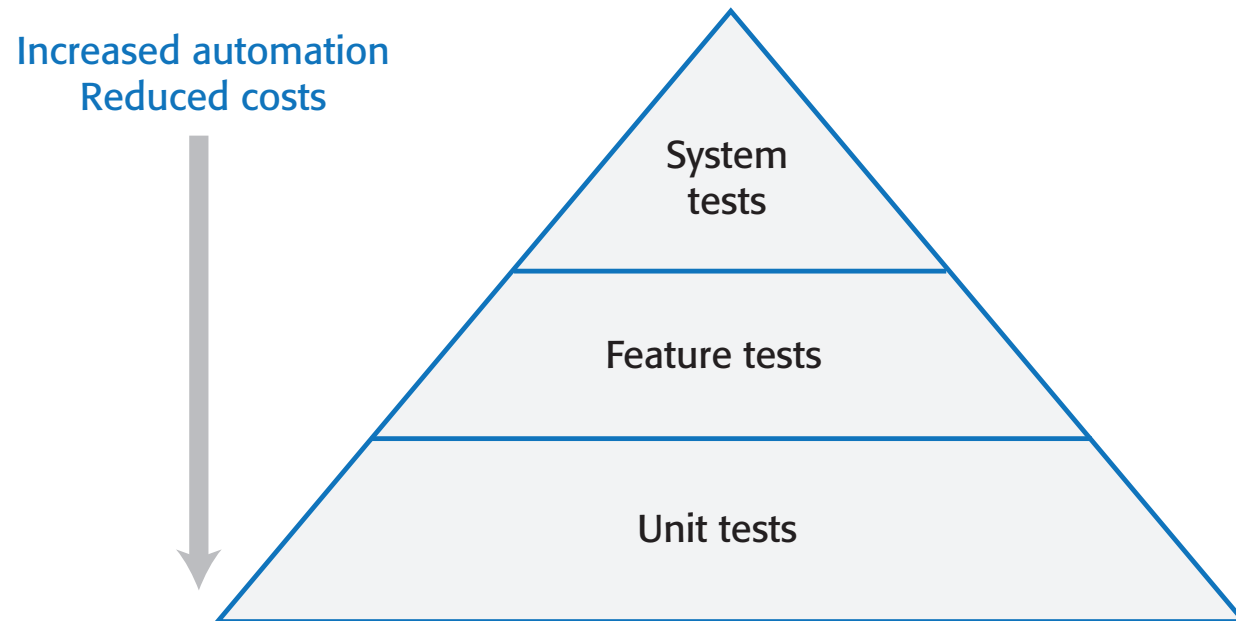 Increased automation
Reduced costs
System
tests
Feature tests
Unit tests